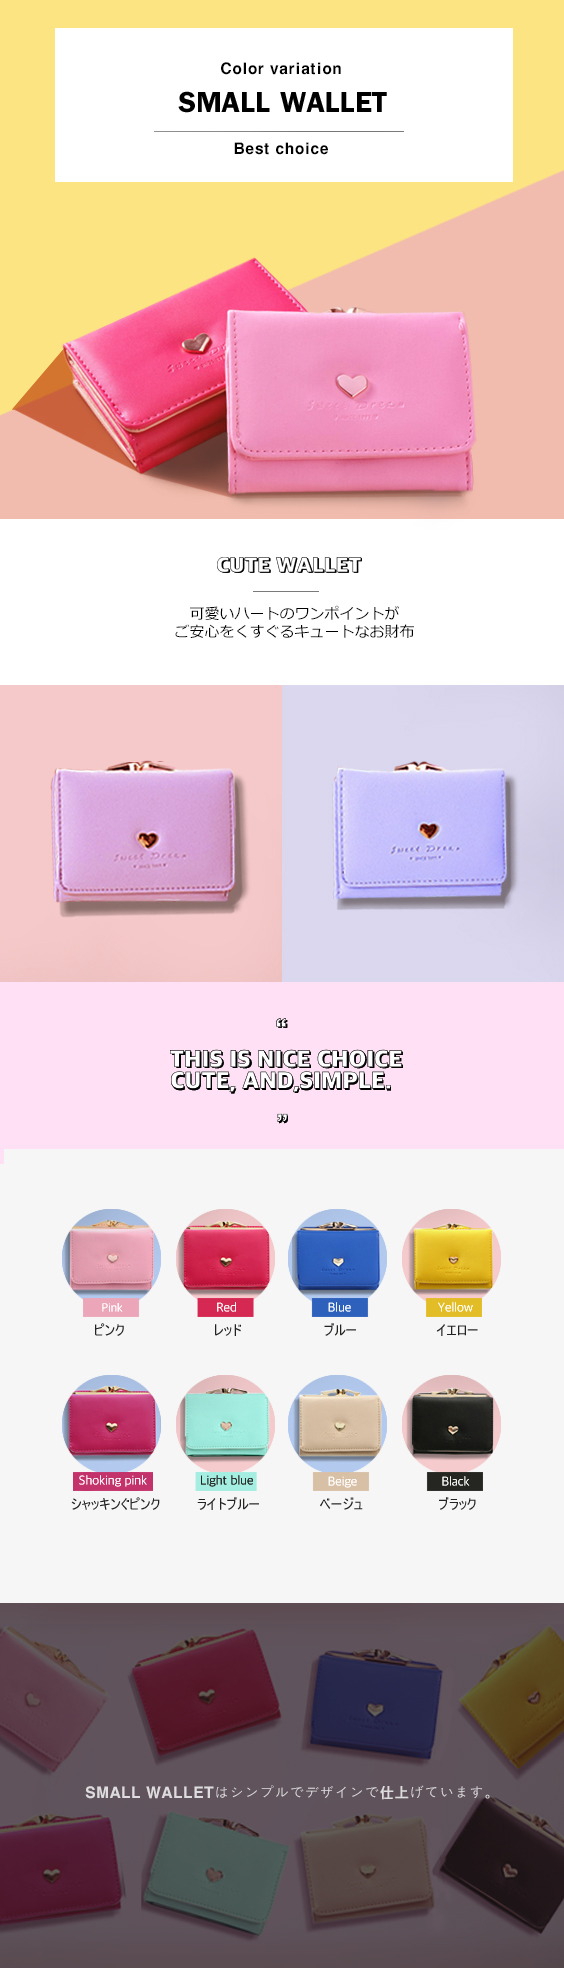 Color variation
SMALL WALLET
Best choice
CUTE WALLET
可愛いハートのワンポイントが
ご安心をくすぐるキュートなお財布
Sweet Dream
SINCE
“
THIS IS NICE CHOICE
CUTE, AND,SIMPLE.
”
Pink
Red
Blue
Yellow
ピンク
レッド
ブルー
イエロー
Shoking pink
Light blue
Beige
Black
シャッキンぐピンク
ライトブルー
ベージュ
ブラック
SMALL WALLETはシンプルでデザインで仕上げています。